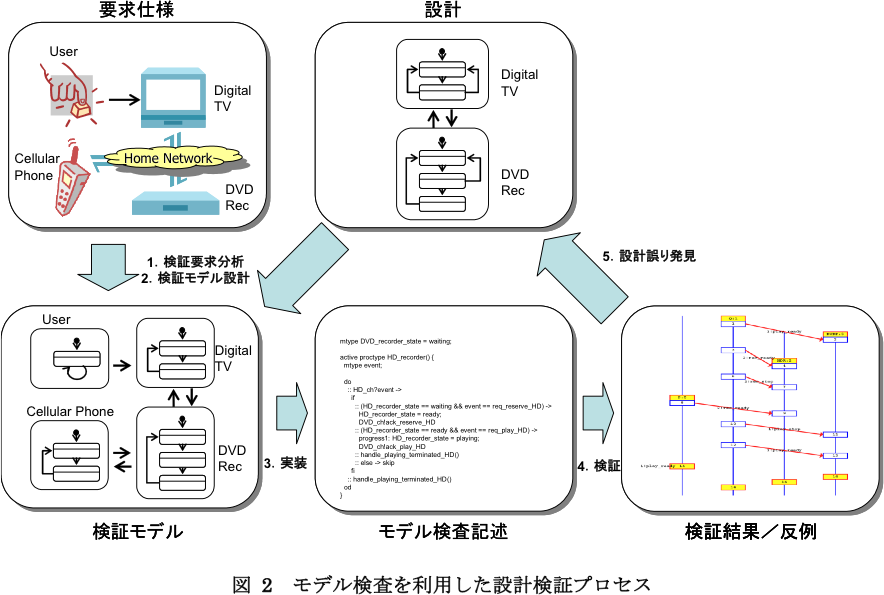 要求仕様
設計
User
Digital
TV
Cellular
Phone
Home Network
DVD
Rec
Digital
TV
DVD
Rec
1. 検証要求分析
2. 検証モデル設計
5. 設計誤り発見
User
Digital
TV
Cellular Phone
DVD
Rec
3. 実装
mtype DVD_recorder_state = waiting;
active proctype HD_recorder() {
mtype event;
do
:: HD_ch?event ->
if
:: (HD_recorder_state == waiting && event == req_reserve_HD) ->
HD_recorder_state = ready;
DVD_ch!ack_reserve_HD
:: (HD_recorder_state == ready && event == req_play_HD) ->
progress1: HD_recorder_state = playing;
DVD_ch!ack_play_HD
:: handle_playing_terminated_HD()
:: else -> skip
fi
:: handle_playing_terminated_HD()
od
}
4. 検証
検証モデル
モデル検査記述
検証結果／反例
図 2 モデル検査を利用した設計検証プロセス